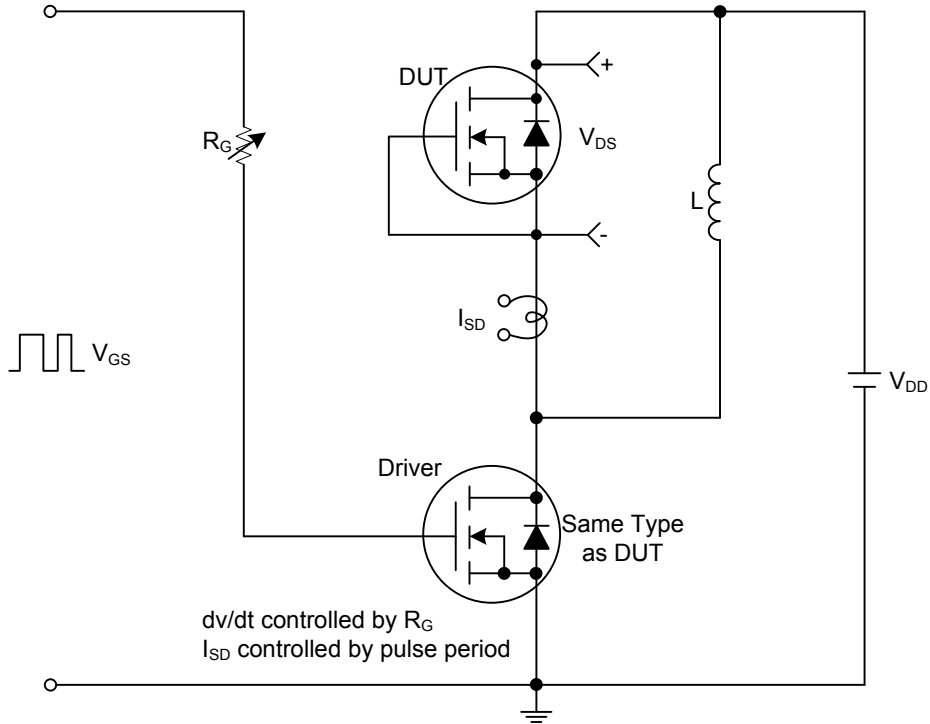 DUT
+
R_G
V_DS
L
-
I_SD
V_GS
V_DD
Driver
Same Type
as DUT
dv/dt controlled by R_G
I_SD controlled by pulse period